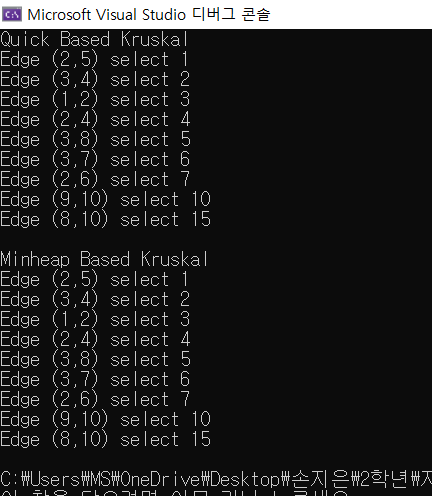 Microsoft Visual Studio 디버그 콘솔
Quick Based Kruskal
Edge (2,5) select 1
Edge (3,4) select 2
Edge (1,2) select 3
Edge (2,4) select 4
Edge (3,8) select 5
Edge (3,7) select 6
Edge (2,6) select 7
Edge (9,10) select 10
Edge (8,10) select 15
Minheap Based Kruskal
Edge (2,5) select 1
Edge (3,4) select 2
Edge (1,2) select 3
Edge (2,4) select 4
Edge (3,8) select 5
Edge (3,7) select 6
Edge (2,6) select 7
Edge (9,10) select 10
Edge (8,10) select 15
C:₩Users₩MS₩OneDrive₩Desktop₩손지은₩2학년₩